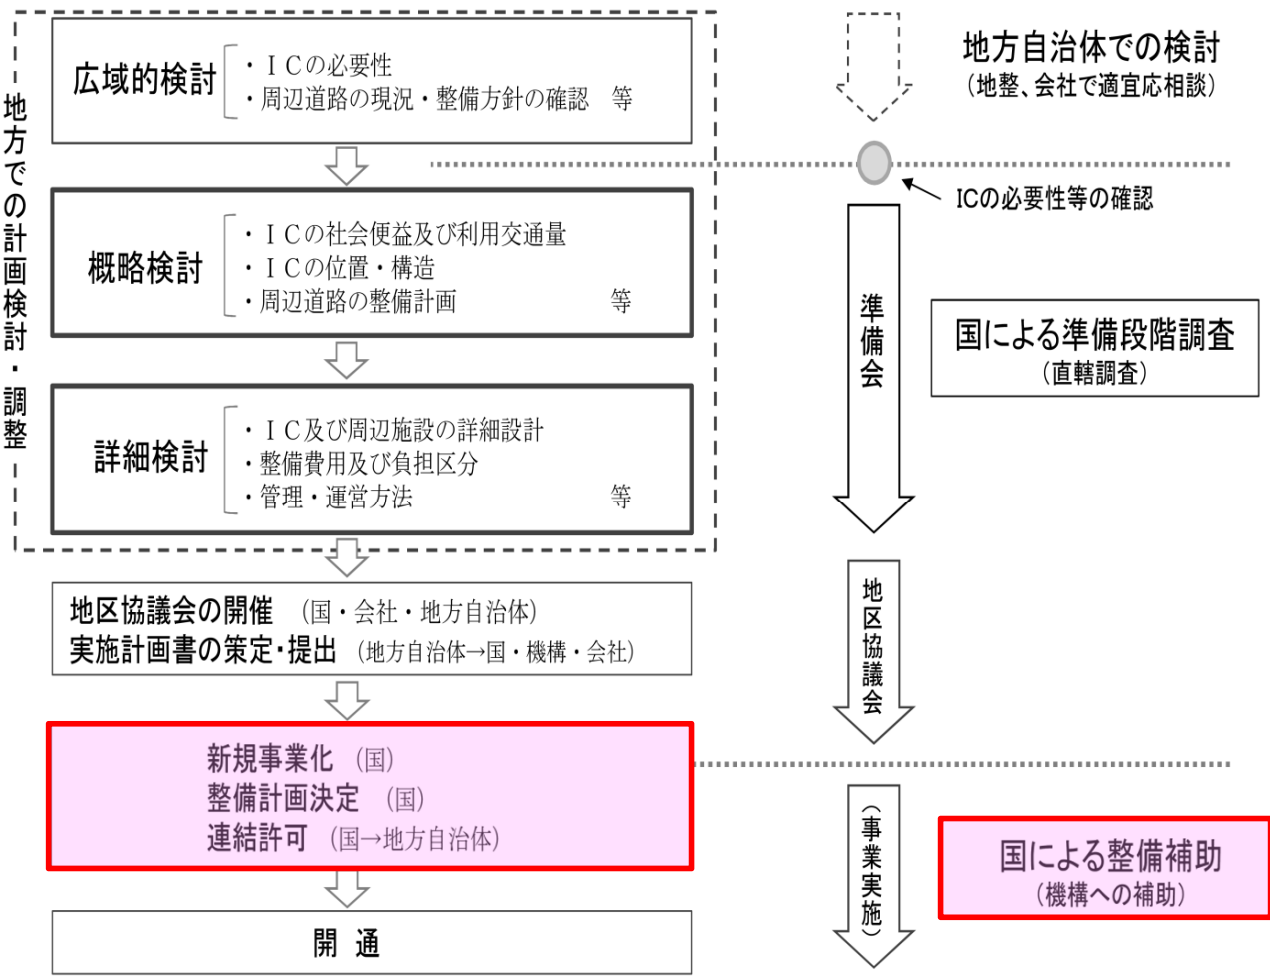 地方での計画検討・調整
広域的検討
・ＩＣの必要性
・周辺道路の現況・整備方針の確認 等
概略検討
・ＩＣの社会便益及び利用交通量
・ＩＣの位置・構造
・周辺道路の整備計画 等
詳細検討
・ＩＣ及び周辺施設の詳細設計
・整備費用及び負担区分
・管理・運営方法 等
地区協議会の開催 （国・会社・地方自治体）
実施計画書の策定・提出 （地方自治体→国・機構・会社）
新規事業化 （国）
整備計画決定 （国）
連結許可 （国→地方自治体）
開 通
地方自治体での検討
（地整、会社で適宜応相談）
ICの必要性等の確認
準備会
国による準備段階調査
（直轄調査）
地区協議会
（事業実施）
国による整備補助
（機構への補助）